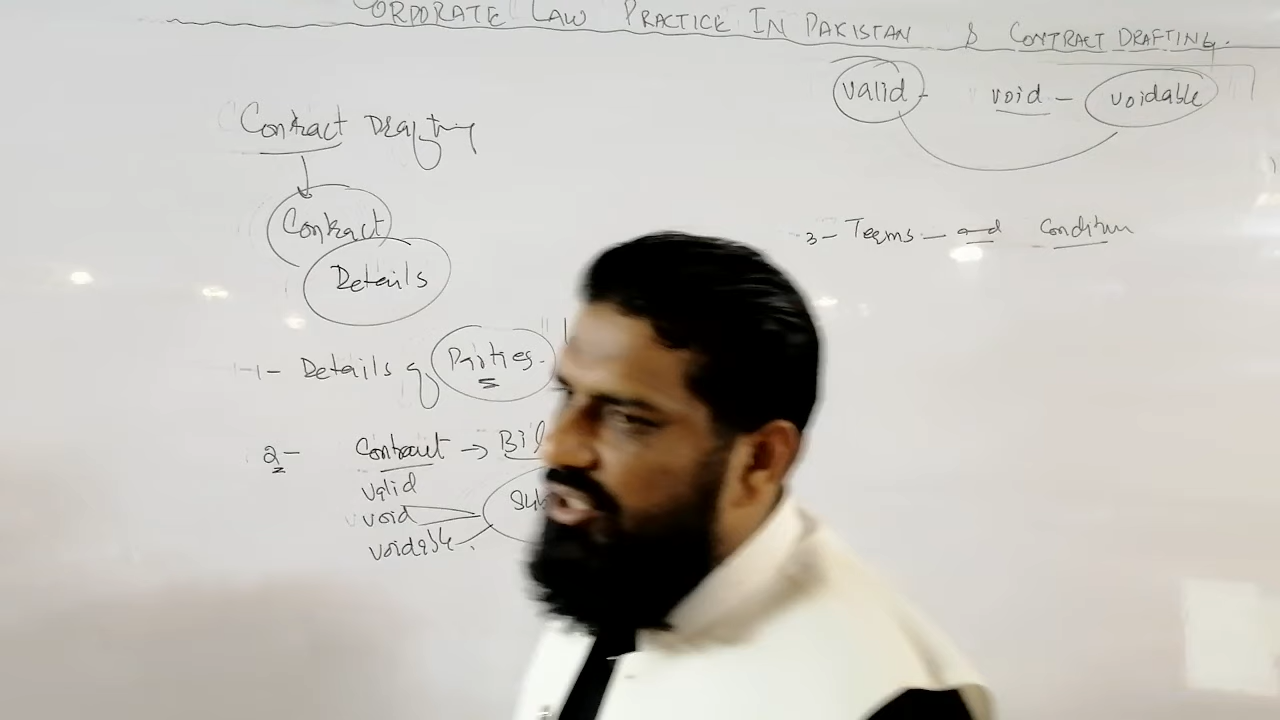 CORPORATE LAW PRACTICE IN PAKISTAN & CONTRACT DRAFTING.
valid - void - voidable
Contract Drafting
Contract
Details
3- Terms - and Condition
1- Details of Parties.
2- Contract →
valid
void
voidable.